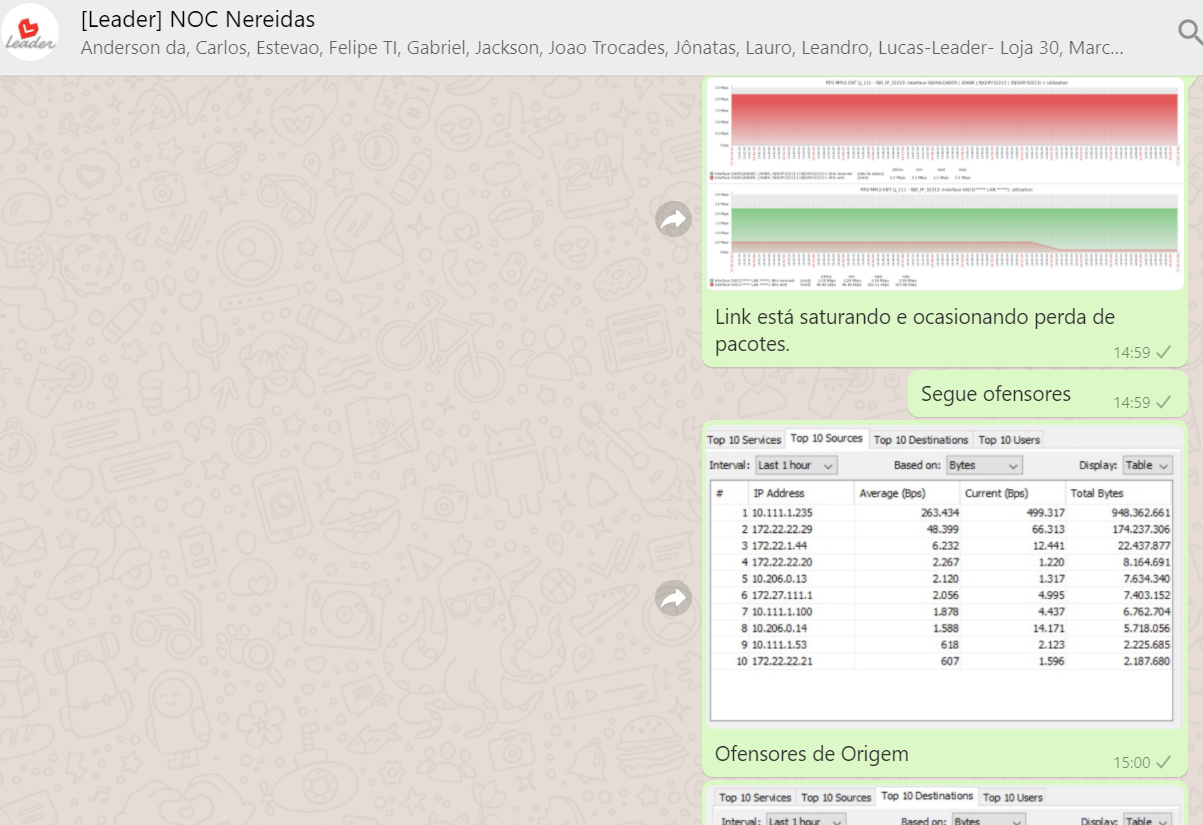 [Leader] NOC Nereidas
Leader
Anderson da, Carlos, Estevao, Felipe TI, Gabriel, Jackson, Joao Trocades, Jônatas, Lauro, Leandro, Lucas-Leader- Loja 30, Marc...
Link está saturando e ocasionando perda de
pacotes.
14:59
Segue ofensores
14:59
Top 10 Services Top 10 Sources Top 10 Destinations Top 10 Users
Interval: Last 1 hour Based on: Bytes Display: Table
# IP Address Average (Bps) Current (Bps) Total Bytes
1 10.111.1.235 263.434 499.317 948.362.661
2 172.22.22.29 48.399 66.313 174.237.306
3 172.22.1.44 6.232 12.441 22.437.877
4 172.22.22.20 2.267 1.220 8.164.691
5 10.206.0.13 2.120 1.317 7.634.340
6 172.27.111.1 2.056 4.995 7.403.152
7 10.111.1.100 1.878 4.437 6.762.704
8 10.206.0.14 1.588 14.171 5.718.056
9 10.111.1.53 618 2.123 2.225.685
10 172.22.22.21 607 1.596 2.187.680
Ofensores de Origem
15:00
Top 10 Services Top 10 Sources Top 10 Destinations Top 10 Users
Interval: Last 1 hour Based on: Bytes Display: Table